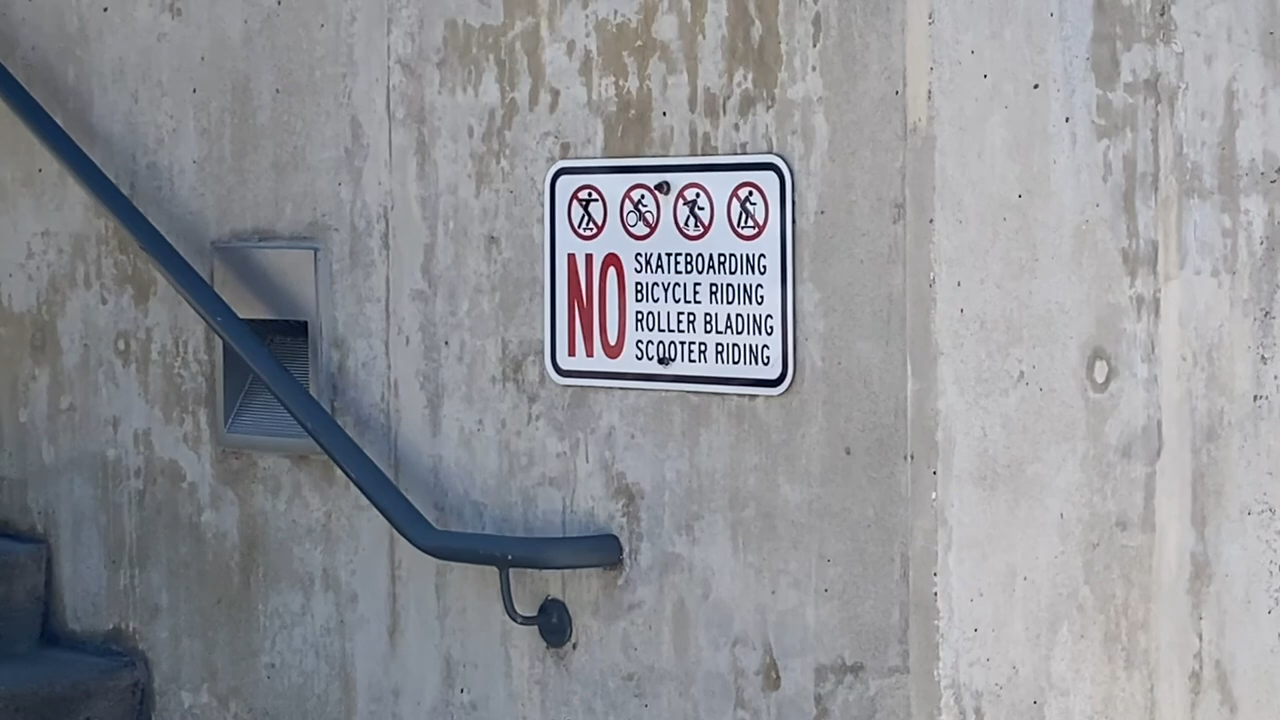 NO
SKATEBOARDING
BICYCLE RIDING
ROLLER BLADING
SCOOTER RIDING